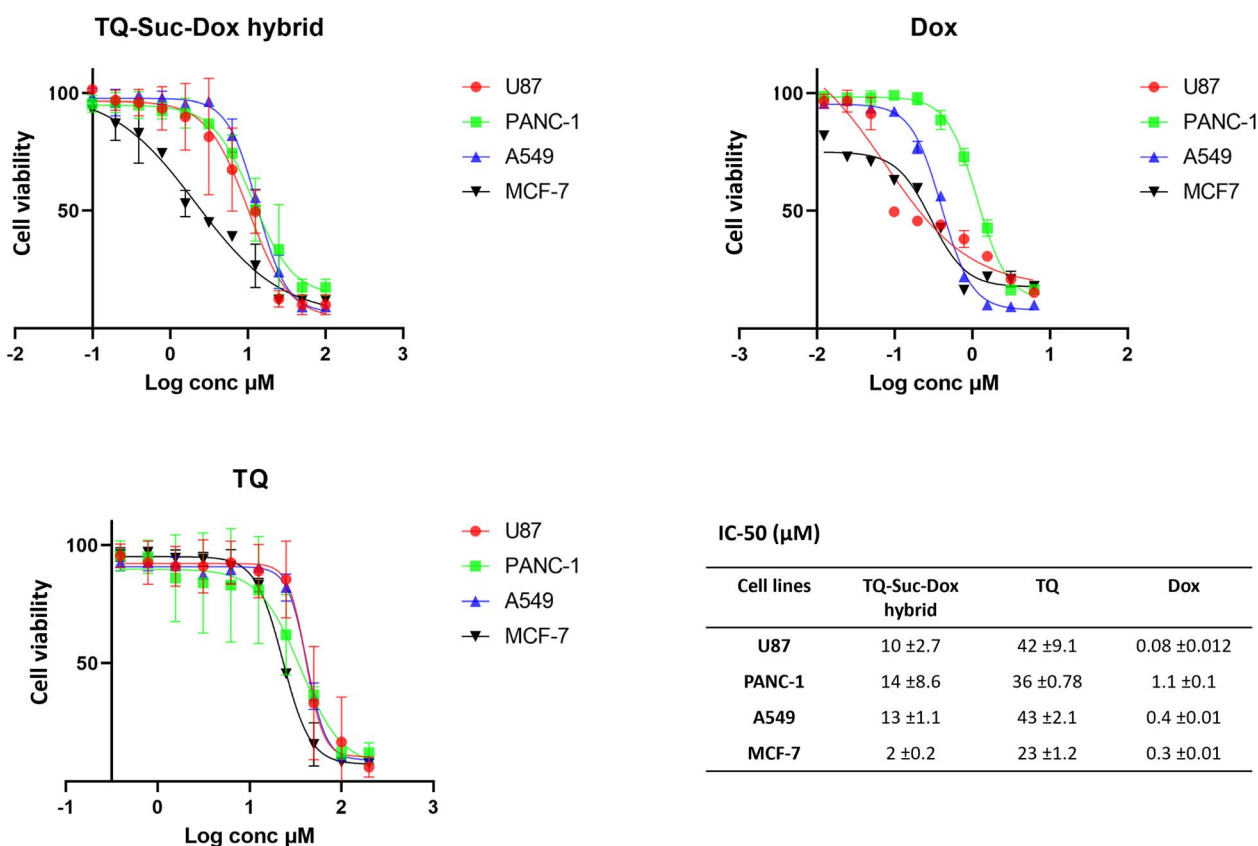 TQ-Suc-Dox hybrid
100
50
Cell viability
-2 -1 0 1 2 3
Log conc µM
U87
PANC-1
A549
MCF-7
Dox
100
50
Cell viability
-3 -2 -1 0 1 2
Log conc µM
U87
PANC-1
A549
MCF7
TQ
100
50
Cell viability
-1 0 1 2 3
Log conc µM
U87
PANC-1
A549
MCF-7
IC-50 (µM)
Cell lines TQ-Suc-Dox TQ Dox
hybrid
U87 10 ±2.7 42 ±9.1 0.08 ±0.012
PANC-1 14 ±8.6 36 ±0.78 1.1 ±0.1
A549 13 ±1.1 43 ±2.1 0.4 ±0.01
MCF-7 2 ±0.2 23 ±1.2 0.3 ±0.01